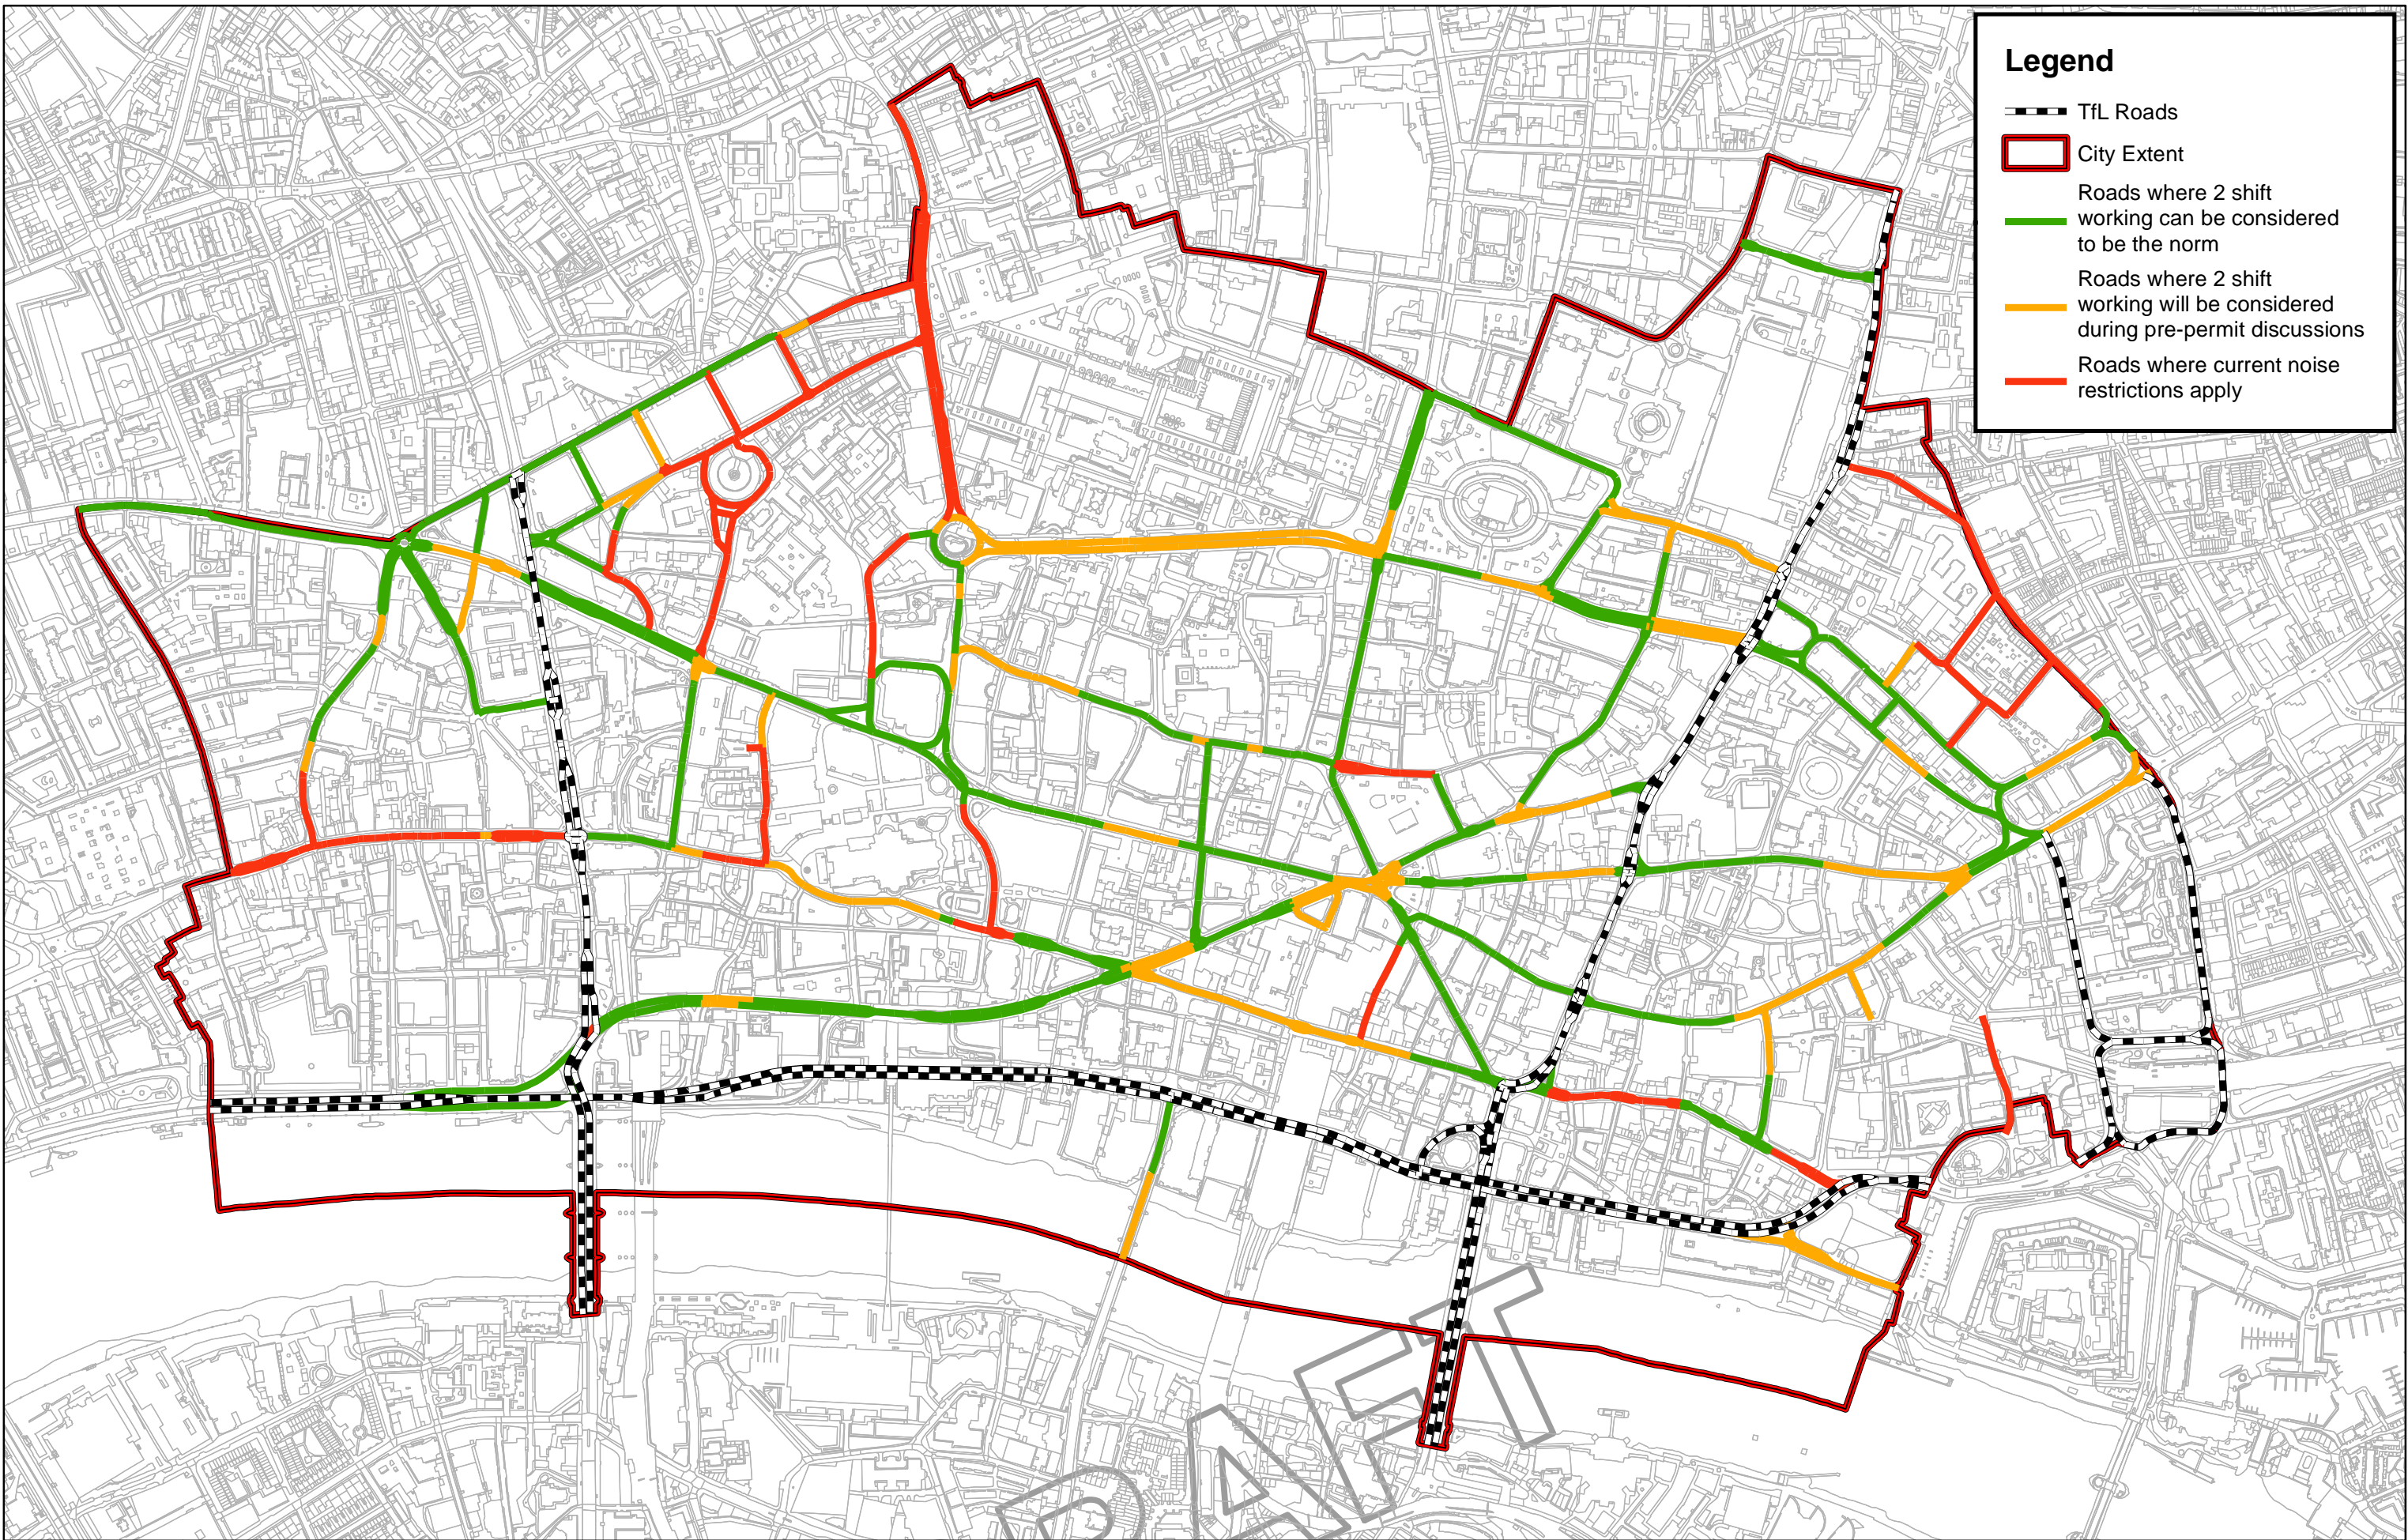 Legend
TfL Roads
City Extent
Roads where 2 shift
working can be considered
to be the norm
Roads where 2 shift
working will be considered
during pre-permit discussions
Roads where current noise
restrictions apply
DRAFT